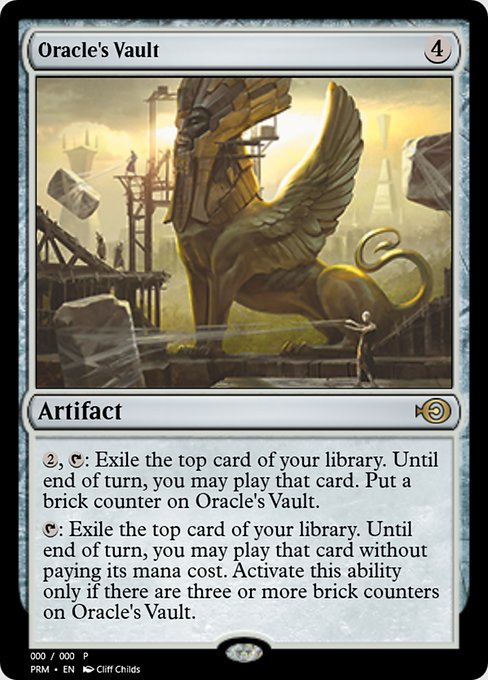 Oracle's Vault 4
Artifact
2, T: Exile the top card of your library. Until
end of turn, you may play that card. Put a
brick counter on Oracle's Vault.
T: Exile the top card of your library. Until
end of turn, you may play that card without
paying its mana cost. Activate this ability
only if there are three or more brick counters
on Oracle's Vault.
000 / 000 P
PRM • EN Cliff Childs